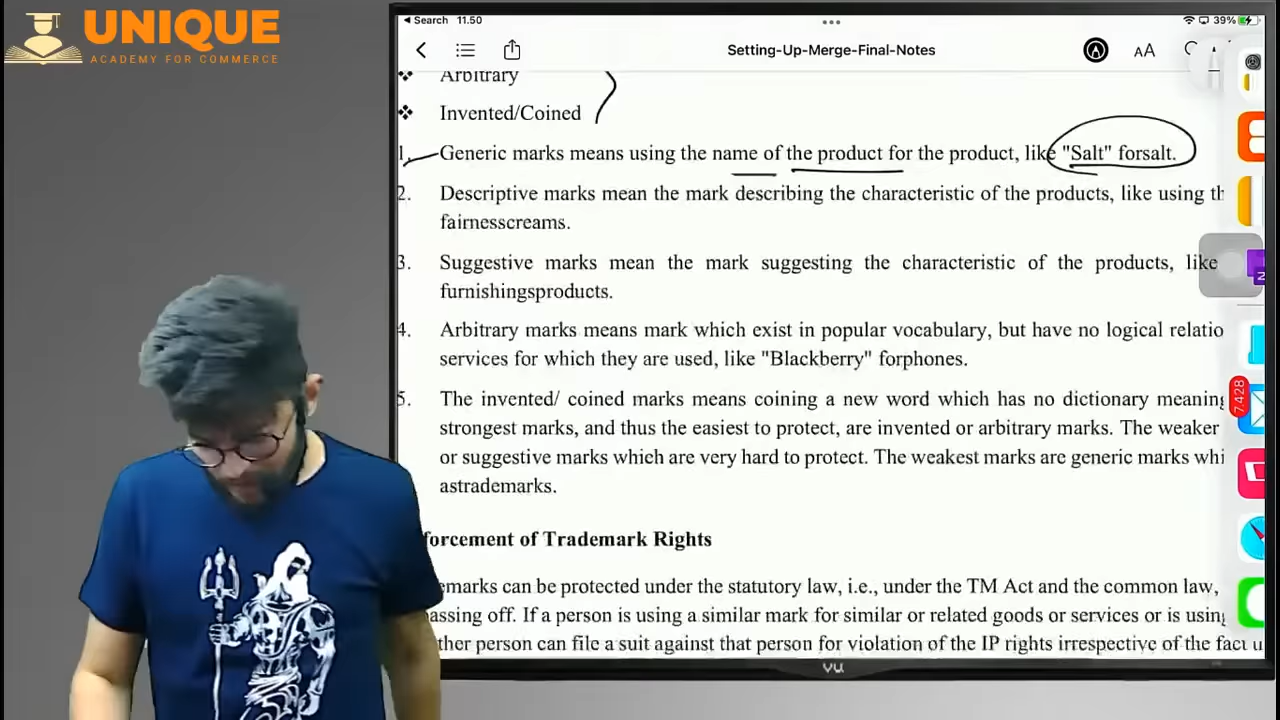 UNIQUE
ACADEMY FOR COMMERCE
Search 11.50
39%
Setting-Up-Merge-Final-Notes
AA
Arbitrary
Invented/Coined
1. Generic marks means using the name of the product for the product, like "Salt" forsalt.
2. Descriptive marks mean the mark describing the characteristic of the products, like using
fairnesscreams.
3. Suggestive marks mean the mark suggesting the characteristic of the products, like
furnishingsproducts.
4. Arbitrary marks means mark which exist in popular vocabulary, but have no logical
services for which they are used, like "Blackberry" forphones.
5. The invented/ coined marks means coining a new word which has no dictionary meaning
strongest marks, and thus the easiest to protect, are invented or arbitrary marks. The weaker
or suggestive marks which are very hard to protect. The weakest marks are generic marks
astrademarks.
forcement of Trademark Rights
emarks can be protected under the statutory law, i.e., under the TM Act and the common law,
assing off. If a person is using a similar mark for similar or related goods or services or is using
ther person can file a suit against that person for violation of the IP rights irrespective of the fact
7.428
vu